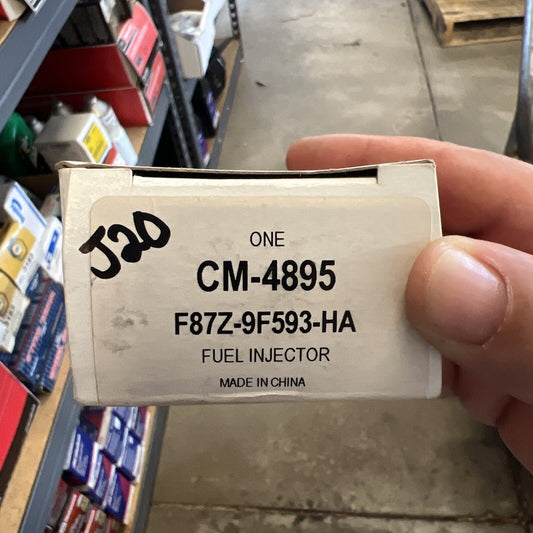 J20
ONE
CM-4895
F87Z-9F593-HA
FUEL INJECTOR
MADE IN CHINA